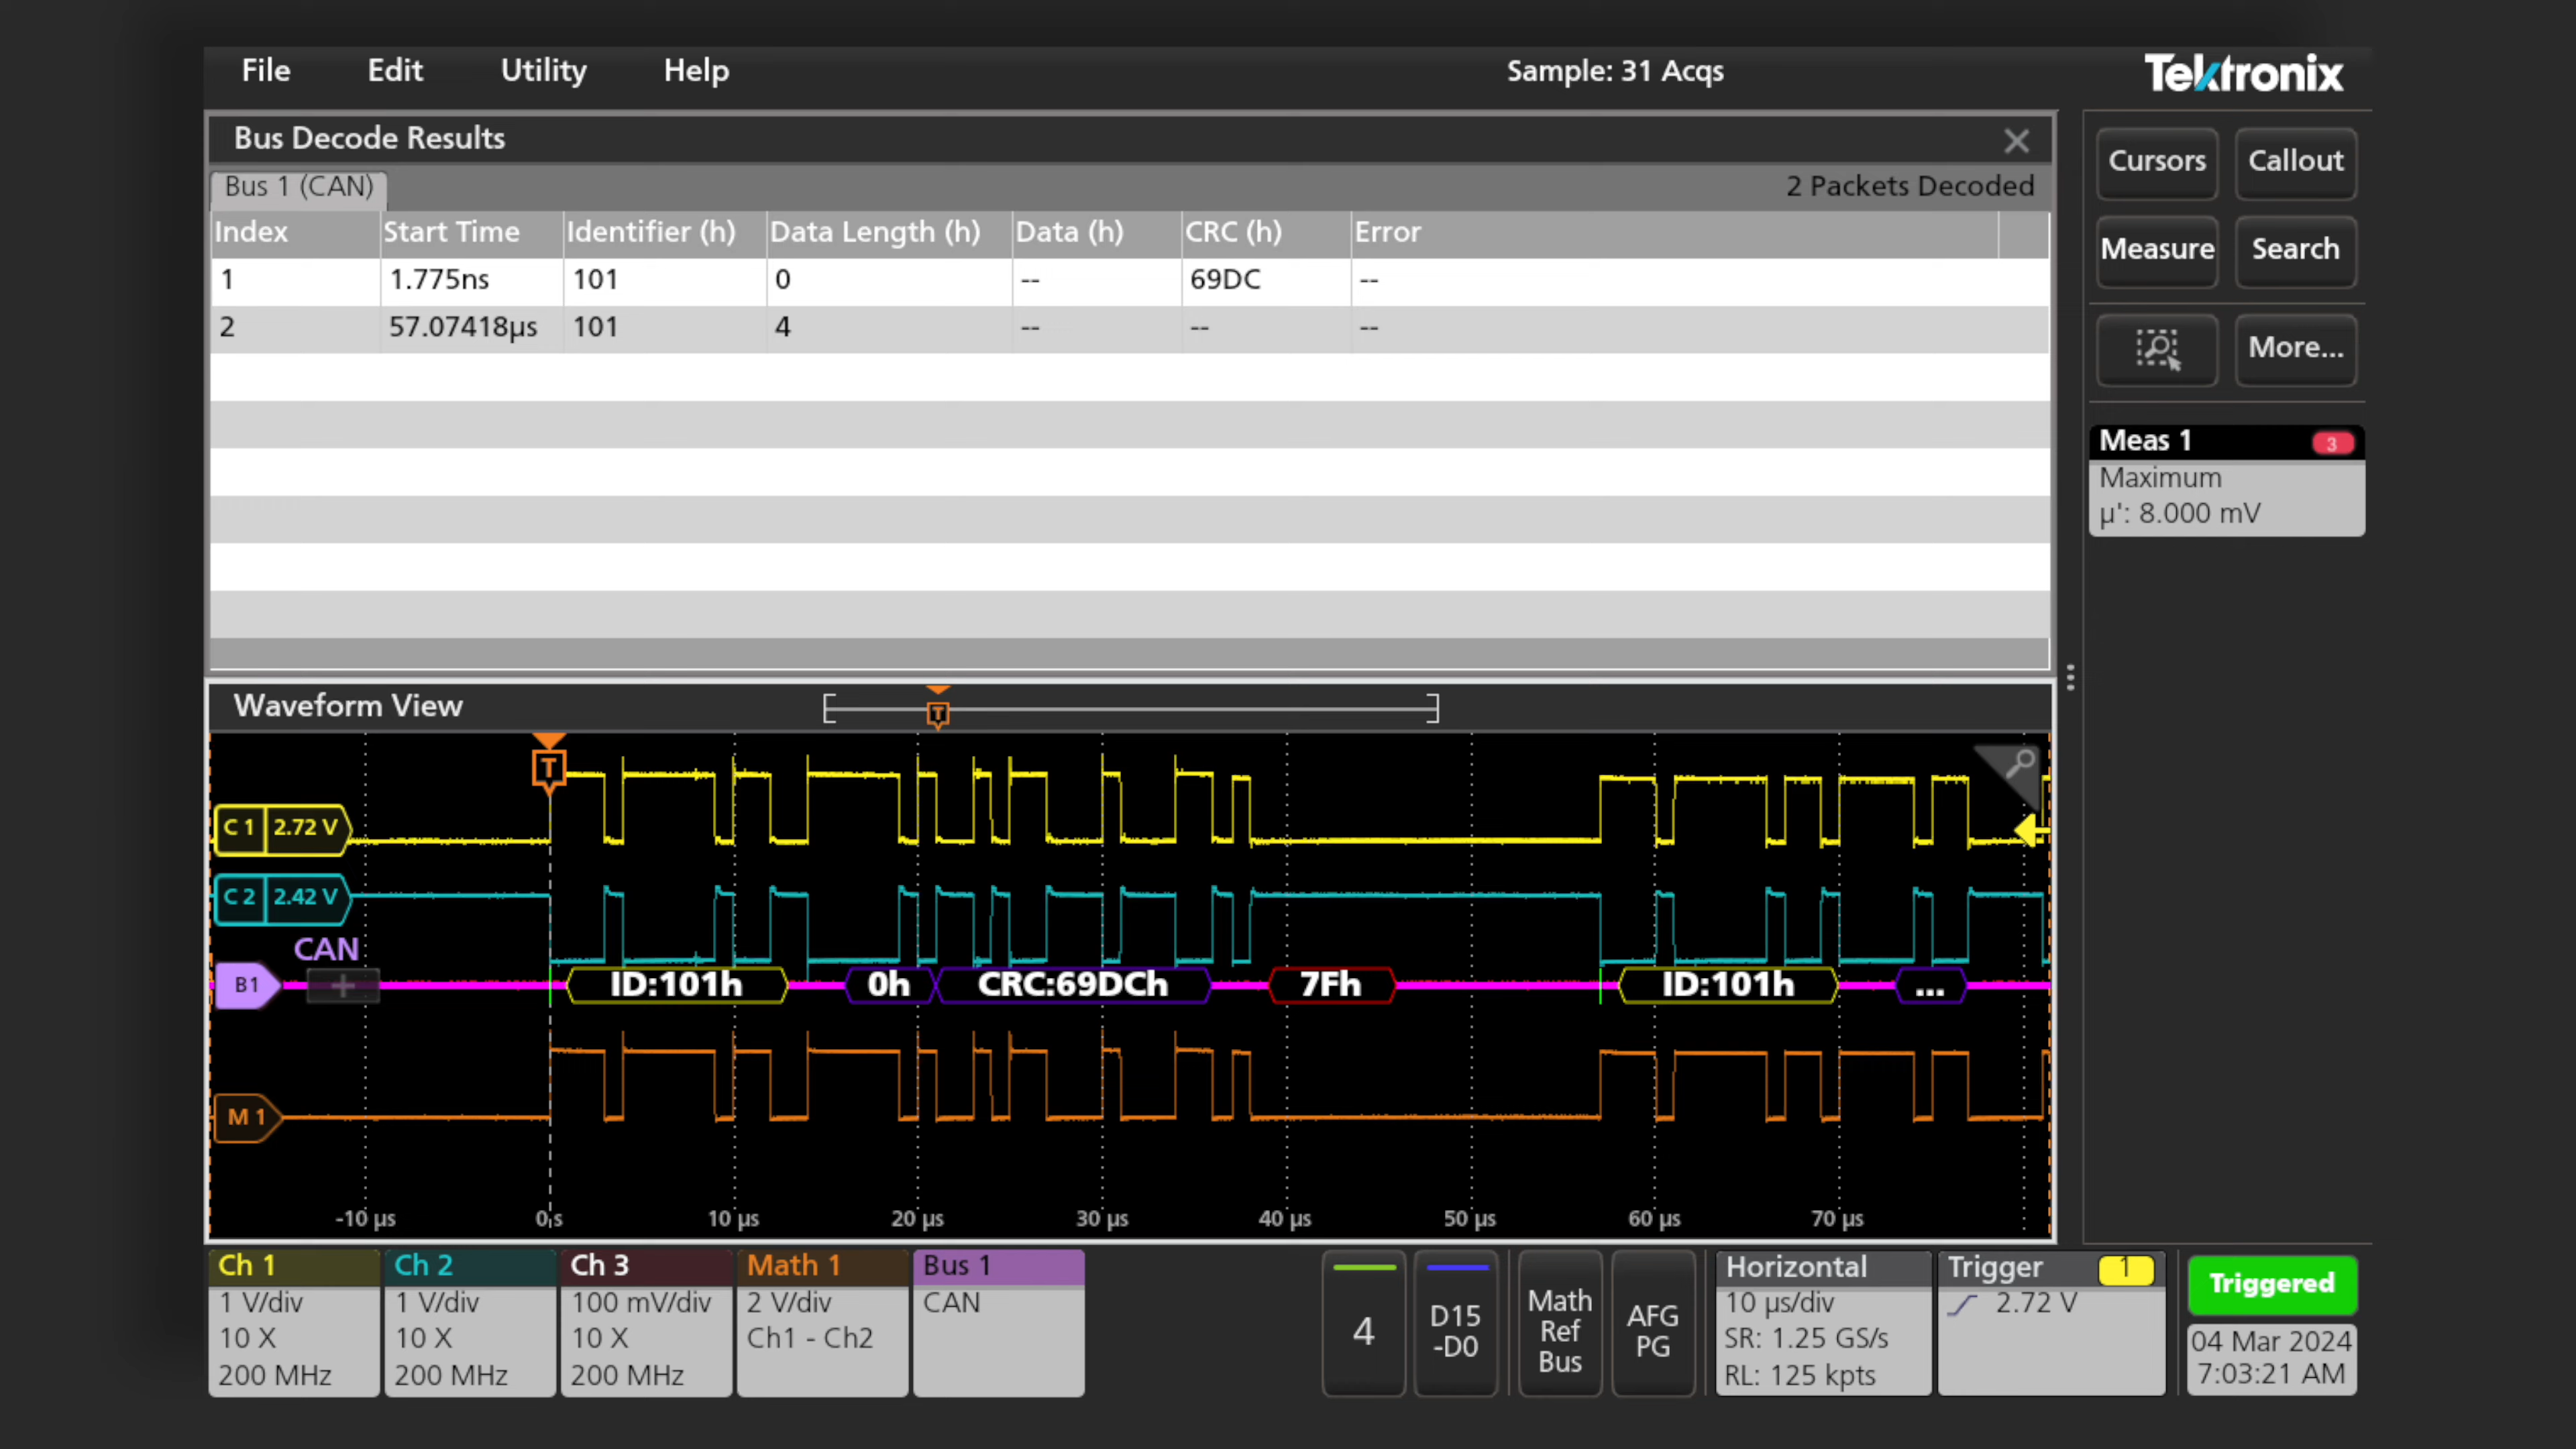 File Edit Utility Help Sample: 31 Acqs Tektronix
Bus Decode Results
Cursors Callout
Bus 1 (CAN) 2 Packets Decoded
Index Start Time Identifier (h) Data Length (h) Data (h) CRC (h) Error
Measure Search
1 1.775ns 101 0 -- 69DC --
2 57.07418µs 101 4 -- -- --
More...
Meas 1 3
Maximum
µ': 8.000 mV
Waveform View
T
T
C 1 2.72 V
C 2 2.42 V
CAN
B1 + ID:101h 0h CRC:69DCh 7Fh ID:101h ...
M 1
-10 µs 0 s 10 µs 20 µs 30 µs 40 µs 50 µs 60 µs 70 µs
Ch 1
1 V/div
10 X
200 MHz
Ch 2
1 V/div
10 X
200 MHz
Ch 3
100 mV/div
10 X
200 MHz
Math 1
2 V/div
Ch1 - Ch2
Bus 1
CAN
4
D15
-D0
Math
Ref
Bus
AFG
PG
Horizontal
10 µs/div
SR: 1.25 GS/s
RL: 125 kpts
Trigger 1
2.72 V
Triggered
04 Mar 2024
7:03:21 AM